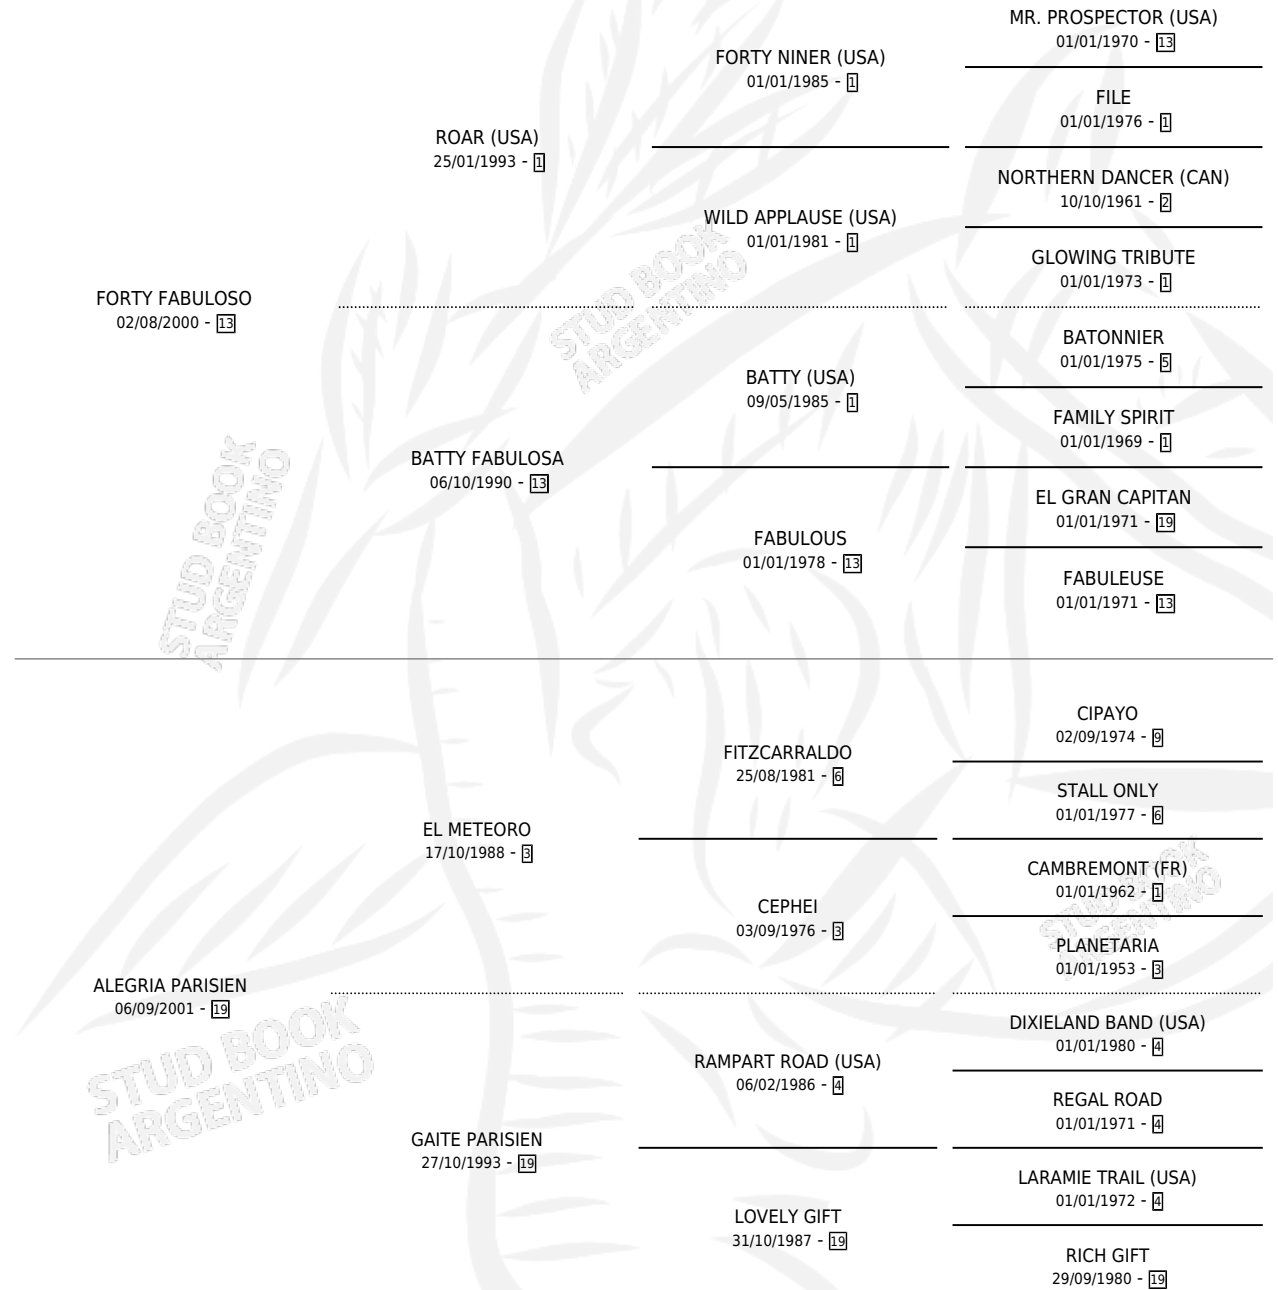 MR. PROSPECTOR (USA)
01/01/1970 - 13
FORTY NINER (USA)
01/01/1985 - 1
FILE
01/01/1976 - 1
ROAR (USA)
25/01/1993 - 1
NORTHERN DANCER (CAN)
10/10/1961 - 2
WILD APPLAUSE (USA)
01/01/1981 - 1
GLOWING TRIBUTE
01/01/1973 - 1
FORTY FABULOSO
02/08/2000 - 13
BATONNIER
01/01/1975 - 5
BATTY (USA)
09/05/1985 - 1
FAMILY SPIRIT
01/01/1969 - 1
BATTY FABULOSA
06/10/1990 - 13
EL GRAN CAPITAN
01/01/1971 - 19
FABULOUS
01/01/1978 - 13
FABULEUSE
01/01/1971 - 13
CIPAYO
02/09/1974 - 9
FITZCARRALDO
25/08/1981 - 6
STALL ONLY
01/01/1977 - 6
EL METEORO
17/10/1988 - 3
CAMBREMONT (FR)
01/01/1962 - 1
CEPHEI
03/09/1976 - 3
PLANETARIA
01/01/1953 - 3
ALEGRIA PARISIEN
06/09/2001 - 19
DIXIELAND BAND (USA)
01/01/1980 - 4
RAMPART ROAD (USA)
06/02/1986 - 4
REGAL ROAD
01/01/1971 - 4
GAITE PARISIEN
27/10/1993 - 19
LARAMIE TRAIL (USA)
01/01/1972 - 4
LOVELY GIFT
31/10/1987 - 19
RICH GIFT
29/09/1980 - 19
STUD BOOK
ARGENTINO
STUD BOOK
ARGENTINO
STUD BOOK
ARGENTINO
STUD BOOK
ARGENTINO